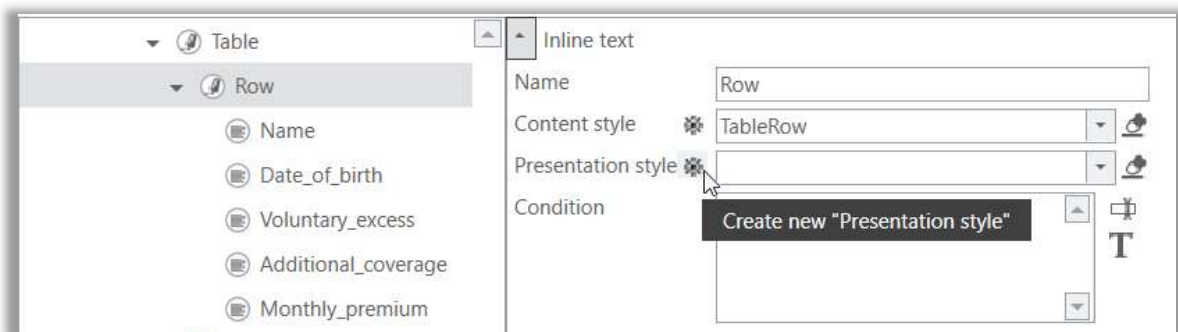 Table
Row
Name
Date_of_birth
Voluntary_excess
Additional_coverage
Monthly_premium
Inline text
Name
Row
Content style
TableRow
Presentation style
Condition
Create new "Presentation style"
T